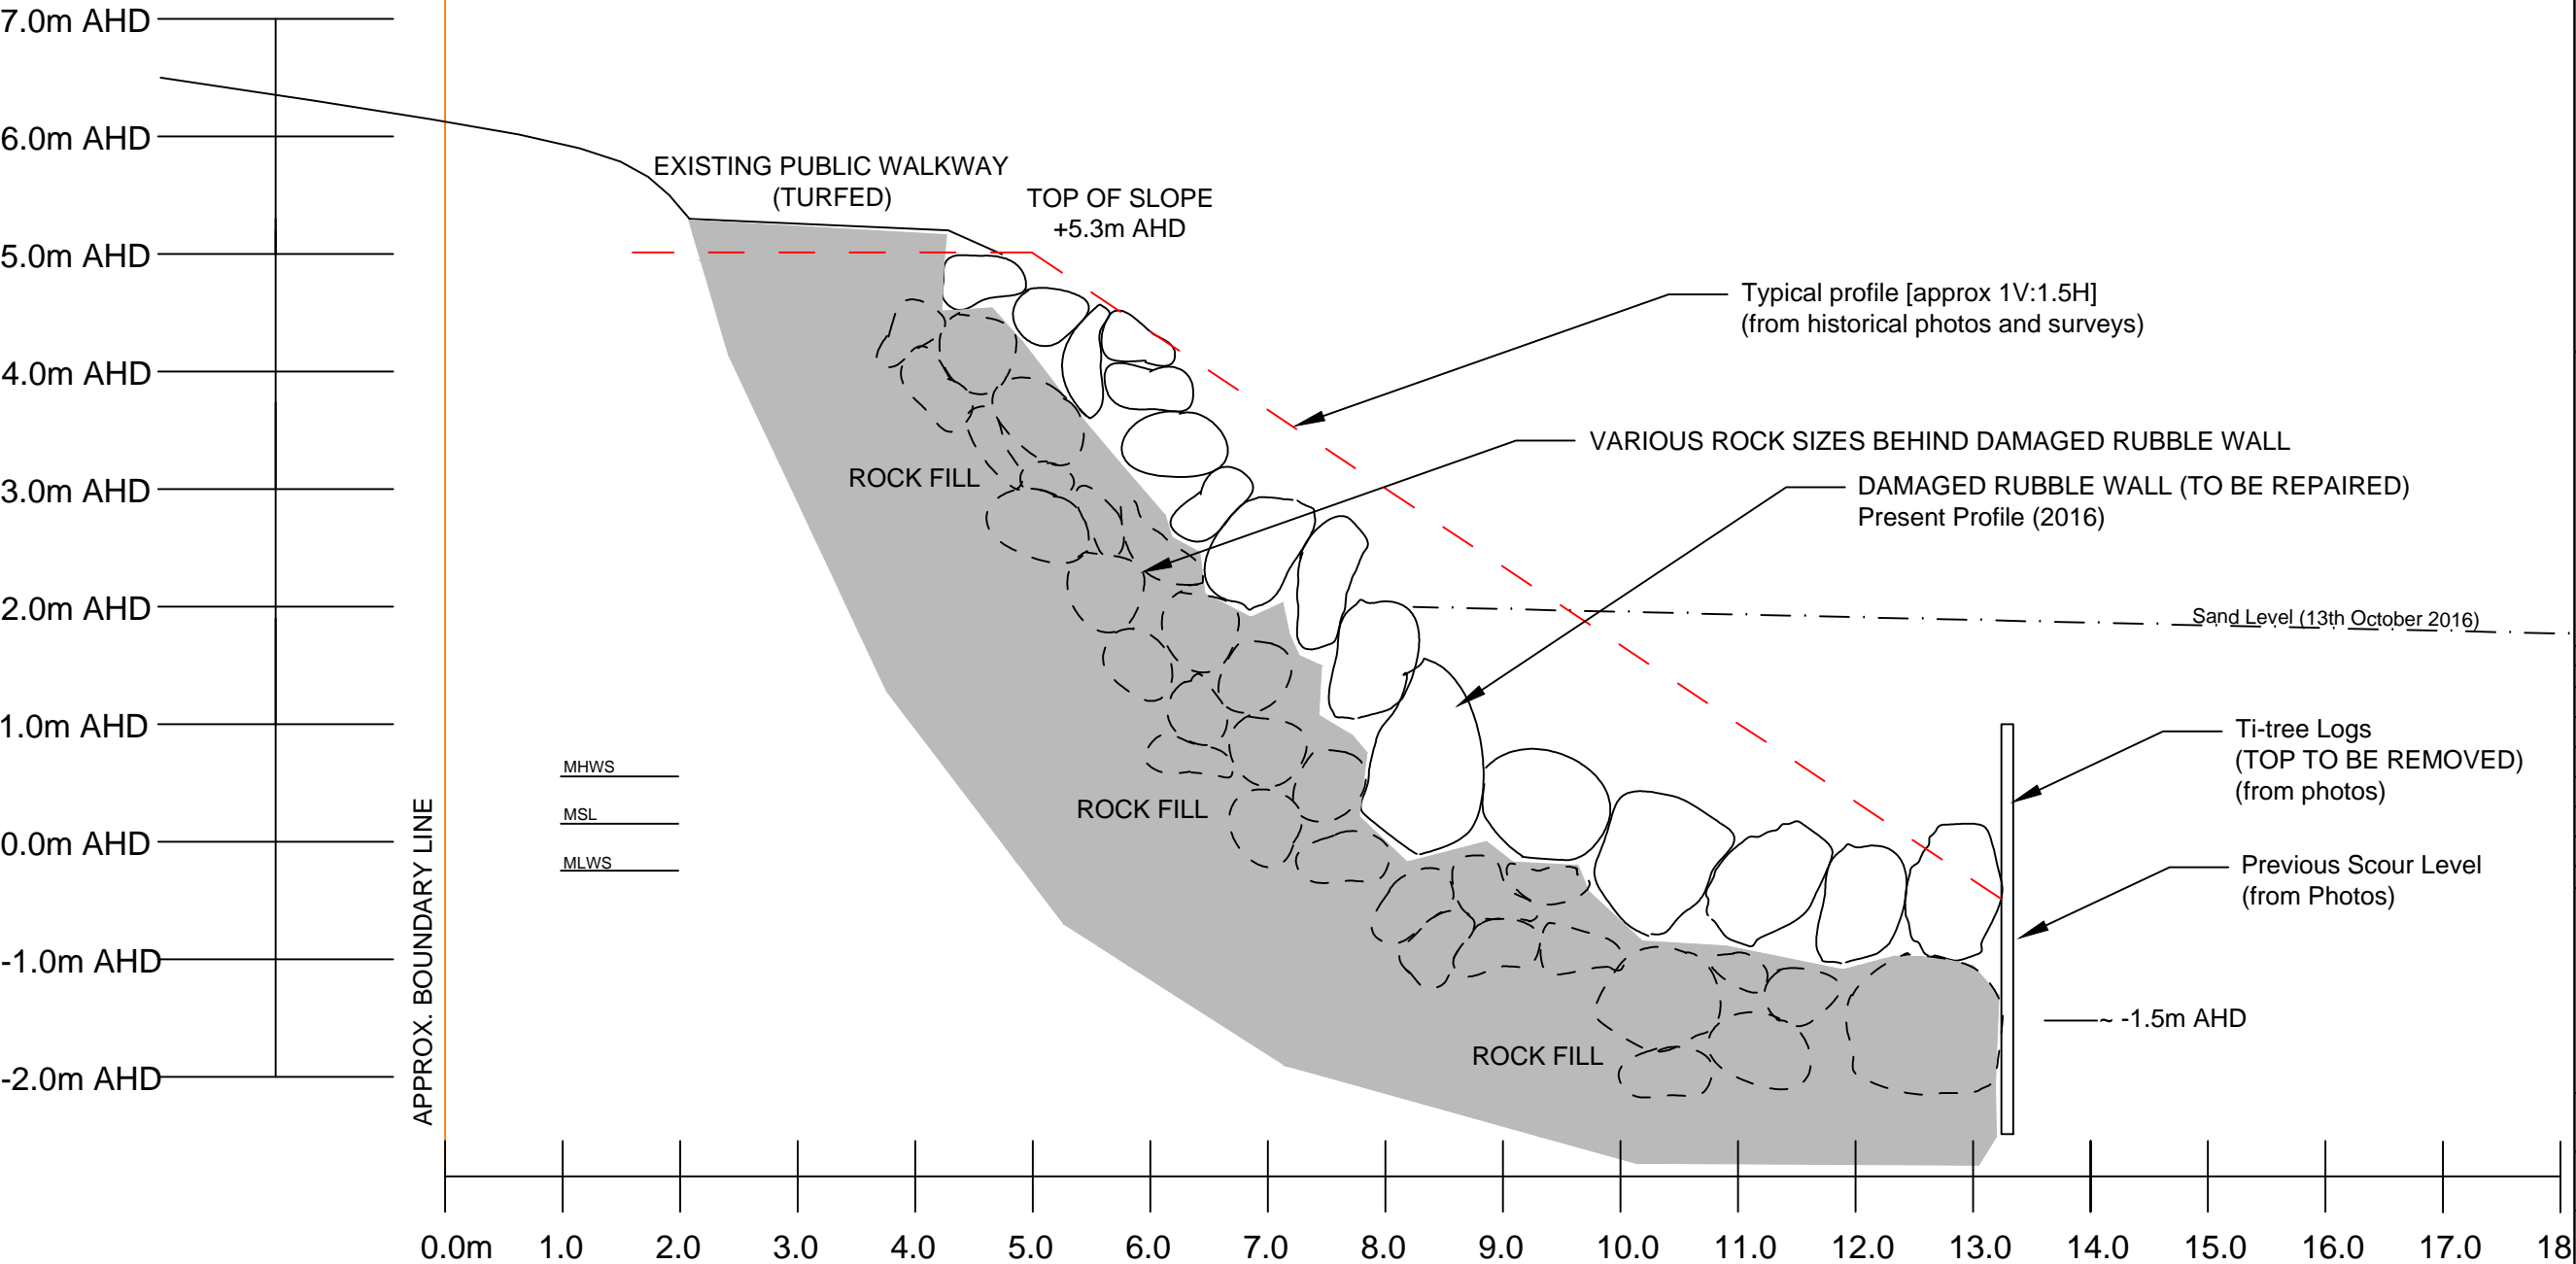 7.0m AHD
6.0m AHD
5.0m AHD
4.0m AHD
3.0m AHD
2.0m AHD
1.0m AHD
0.0m AHD
-1.0m AHD
-2.0m AHD
APPROX. BOUNDARY LINE
MHWS
MSL
MLWS
EXISTING PUBLIC WALKWAY
(TURFED)
TOP OF SLOPE
+5.3m AHD
Typical profile [approx 1V:1.5H]
(from historical photos and surveys)
VARIOUS ROCK SIZES BEHIND DAMAGED RUBBLE WALL
DAMAGED RUBBLE WALL (TO BE REPAIRED)
Present Profile (2016)
ROCK FILL
Sand Level (13th October 2016)
Ti-tree Logs
(TOP TO BE REMOVED)
(from photos)
ROCK FILL
Previous Scour Level
(from Photos)
~ -1.5m AHD
ROCK FILL
0.0m 1.0 2.0 3.0 4.0 5.0 6.0 7.0 8.0 9.0 10.0 11.0 12.0 13.0 14.0 15.0 16.0 17.0 18